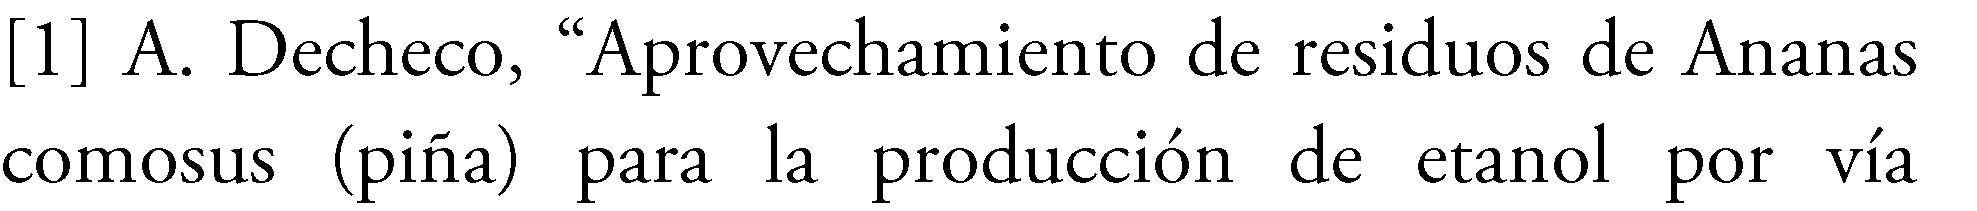 [1] A. Decheco, “Aprovechamiento de residuos de Ananas
comosus (piña) para la producción de etanol por vía